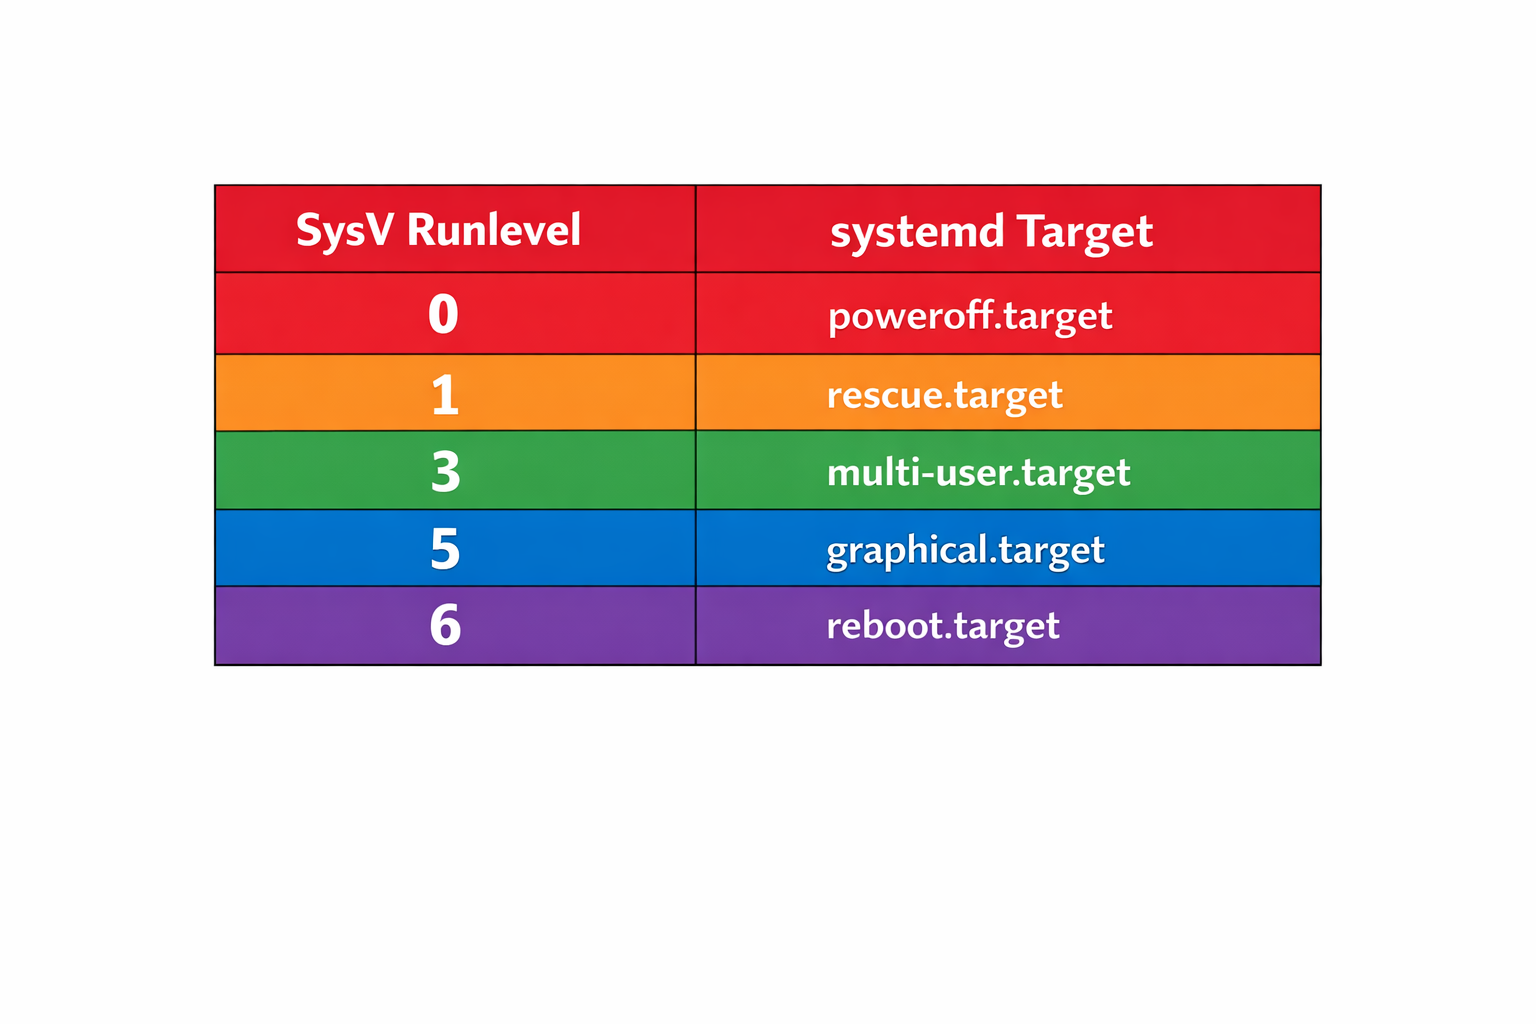 SysV Runlevel systemd Target
0 poweroff.target
1 rescue.target
3 multi-user.target
5 graphical.target
6 reboot.target